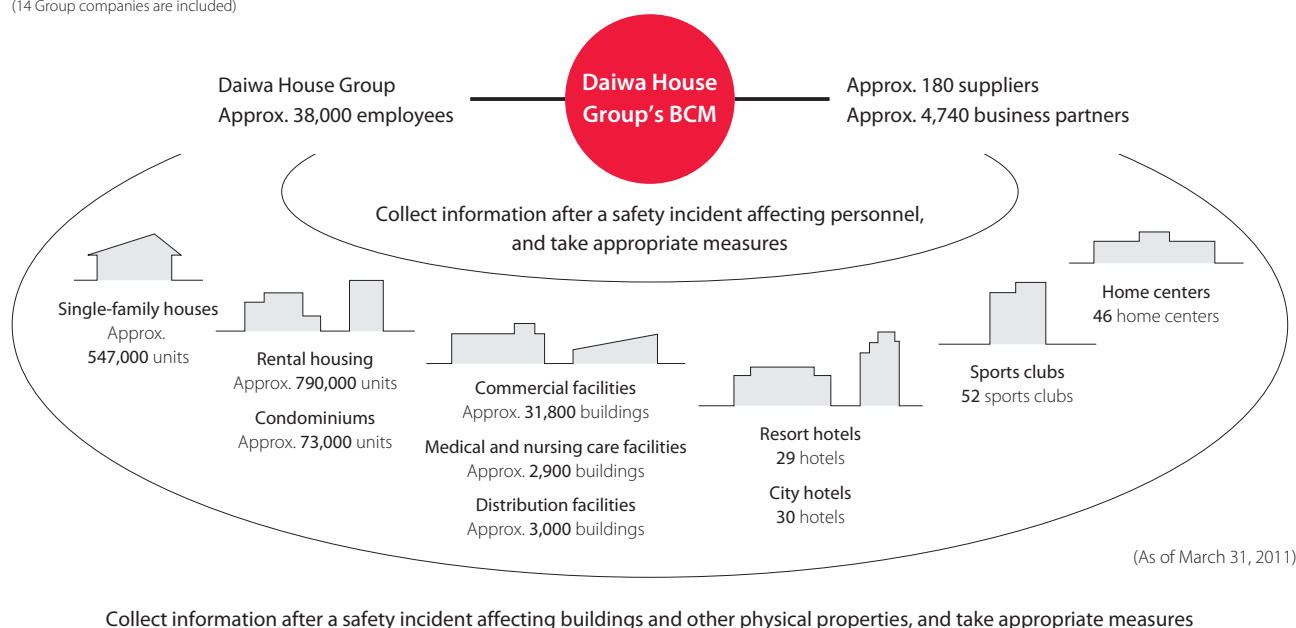 (14 Group companies are included)
Daiwa House Group
Approx. 38,000 employees
Daiwa House
Group's BCM
Approx. 180 suppliers
Approx. 4,740 business partners
Collect information after a safety incident affecting personnel,
and take appropriate measures
Single-family houses
Approx.
547,000 units
Rental housing
Approx. 790,000 units
Condominiums
Approx. 73,000 units
Commercial facilities
Approx. 31,800 buildings
Medical and nursing care facilities
Approx. 2,900 buildings
Distribution facilities
Approx. 3,000 buildings
Resort hotels
29 hotels
City hotels
30 hotels
Sports clubs
52 sports clubs
Home centers
46 home centers
(As of March 31, 2011)
Collect information after a safety incident affecting buildings and other physical properties, and take appropriate measures